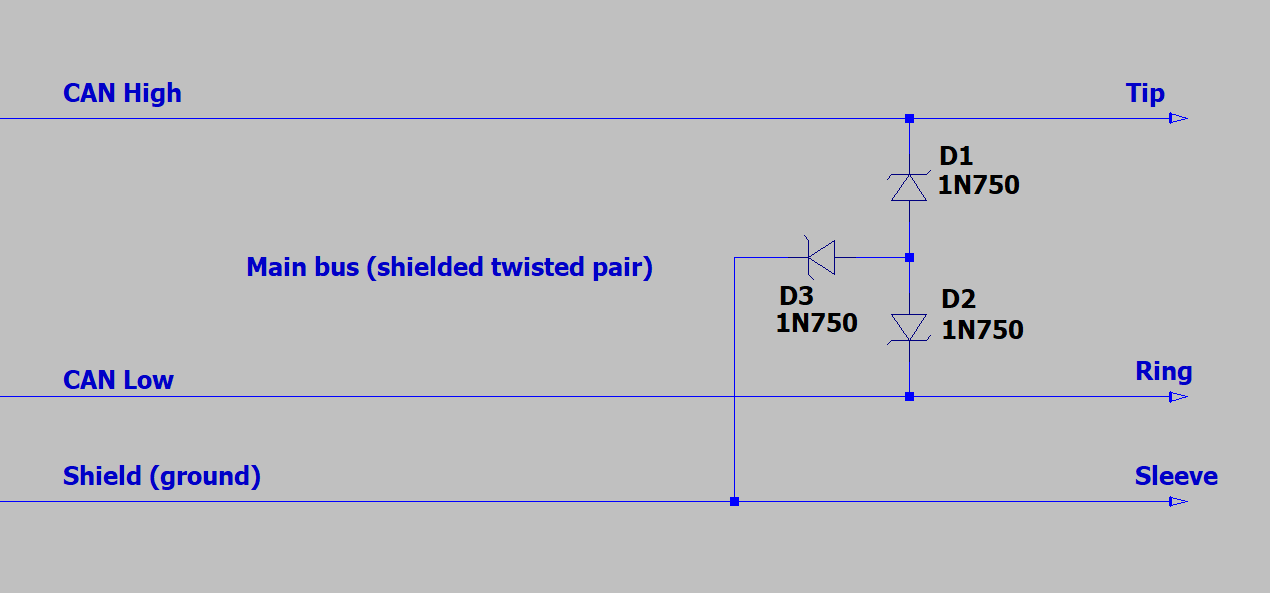 CAN High
Tip
D1
1N750
Main bus (shielded twisted pair)
D3
1N750
D2
1N750
CAN Low
Ring
Shield (ground)
Sleeve